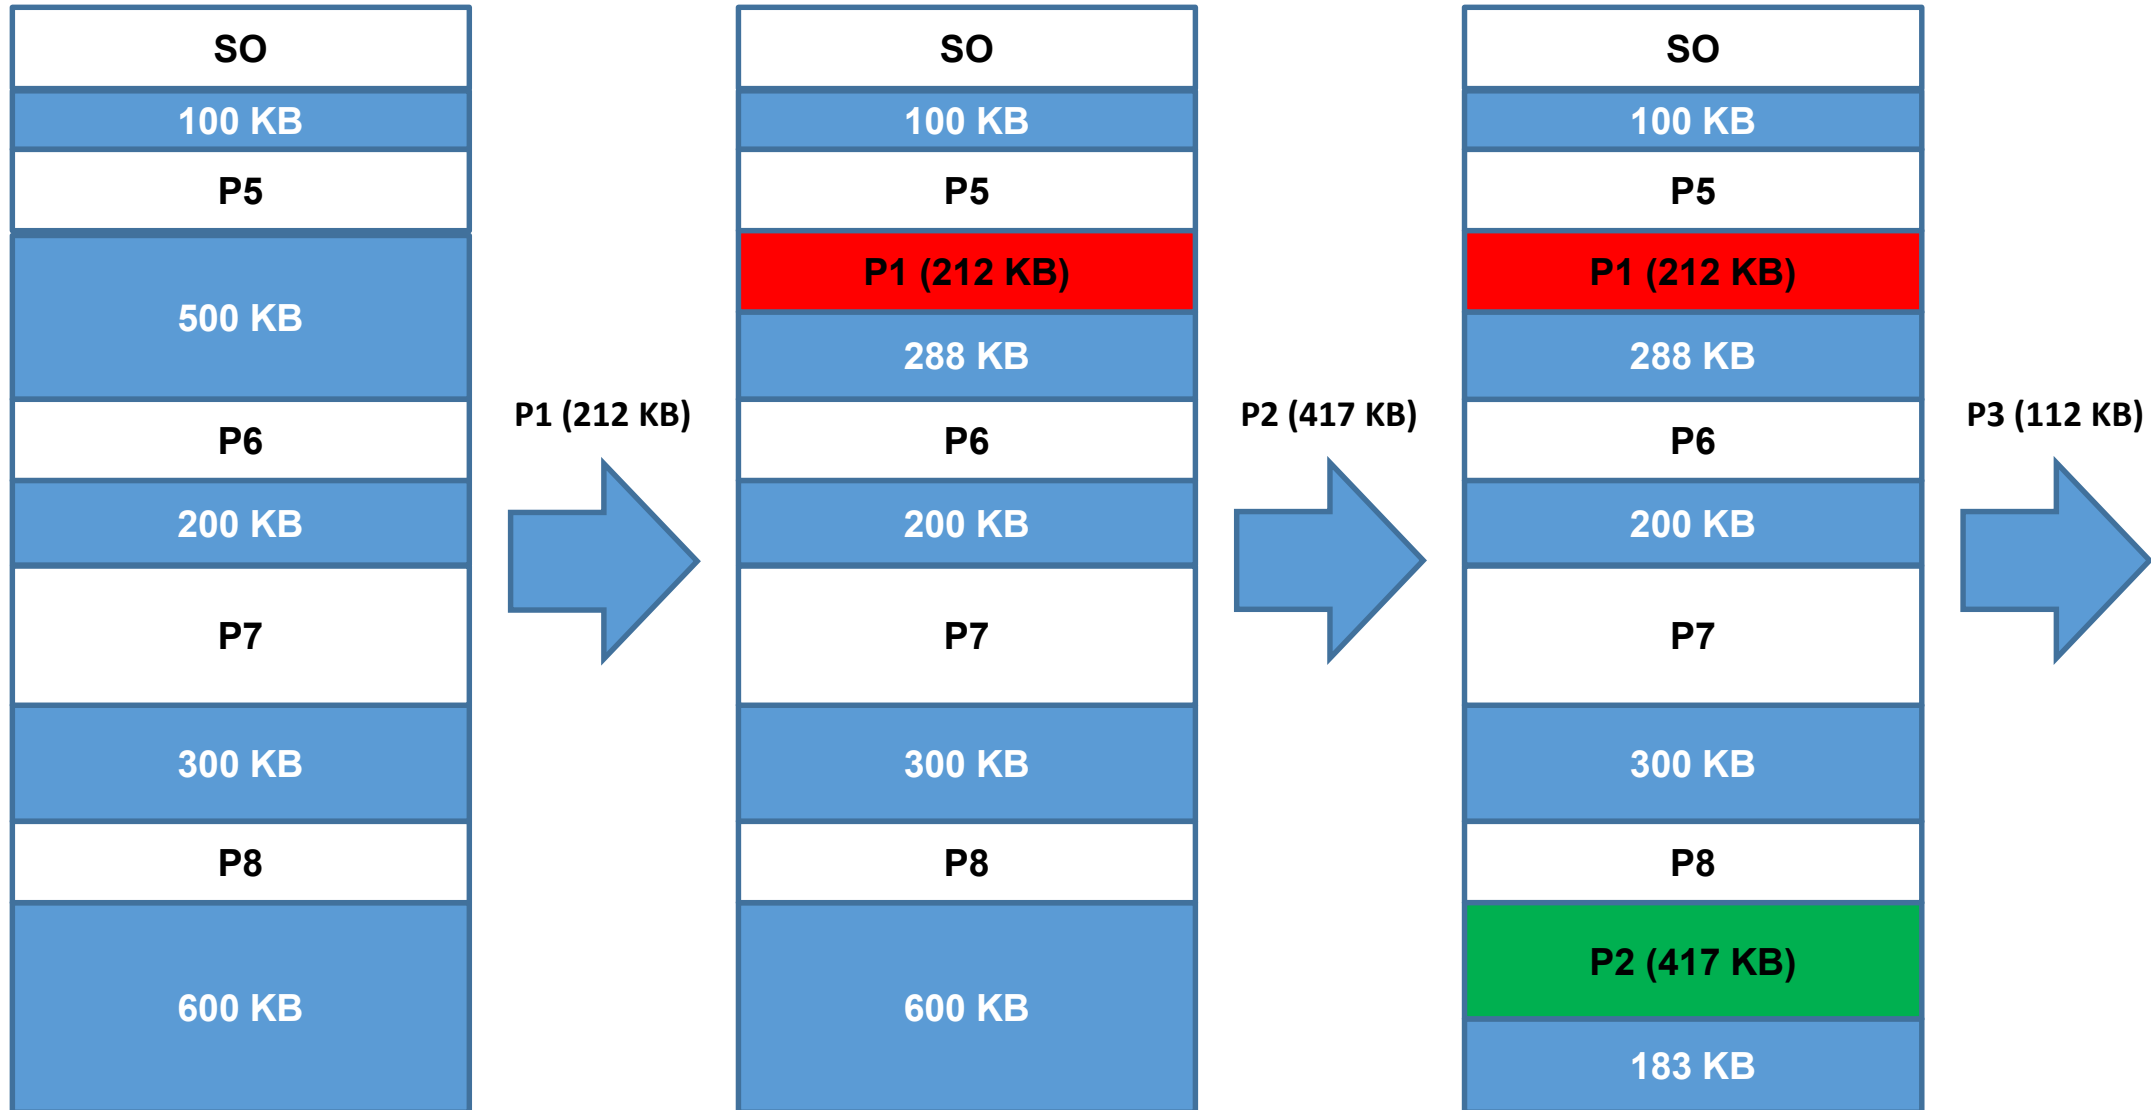 SO
100 KB
P5
500 KB
P6
200 KB
P7
300 KB
P8
600 KB
P1 (212 KB)
SO
100 KB
P5
P1 (212 KB)
288 KB
P6
200 KB
P7
300 KB
P8
600 KB
P2 (417 KB)
SO
100 KB
P5
P1 (212 KB)
288 KB
P6
200 KB
P7
300 KB
P8
P2 (417 KB)
183 KB
P3 (112 KB)